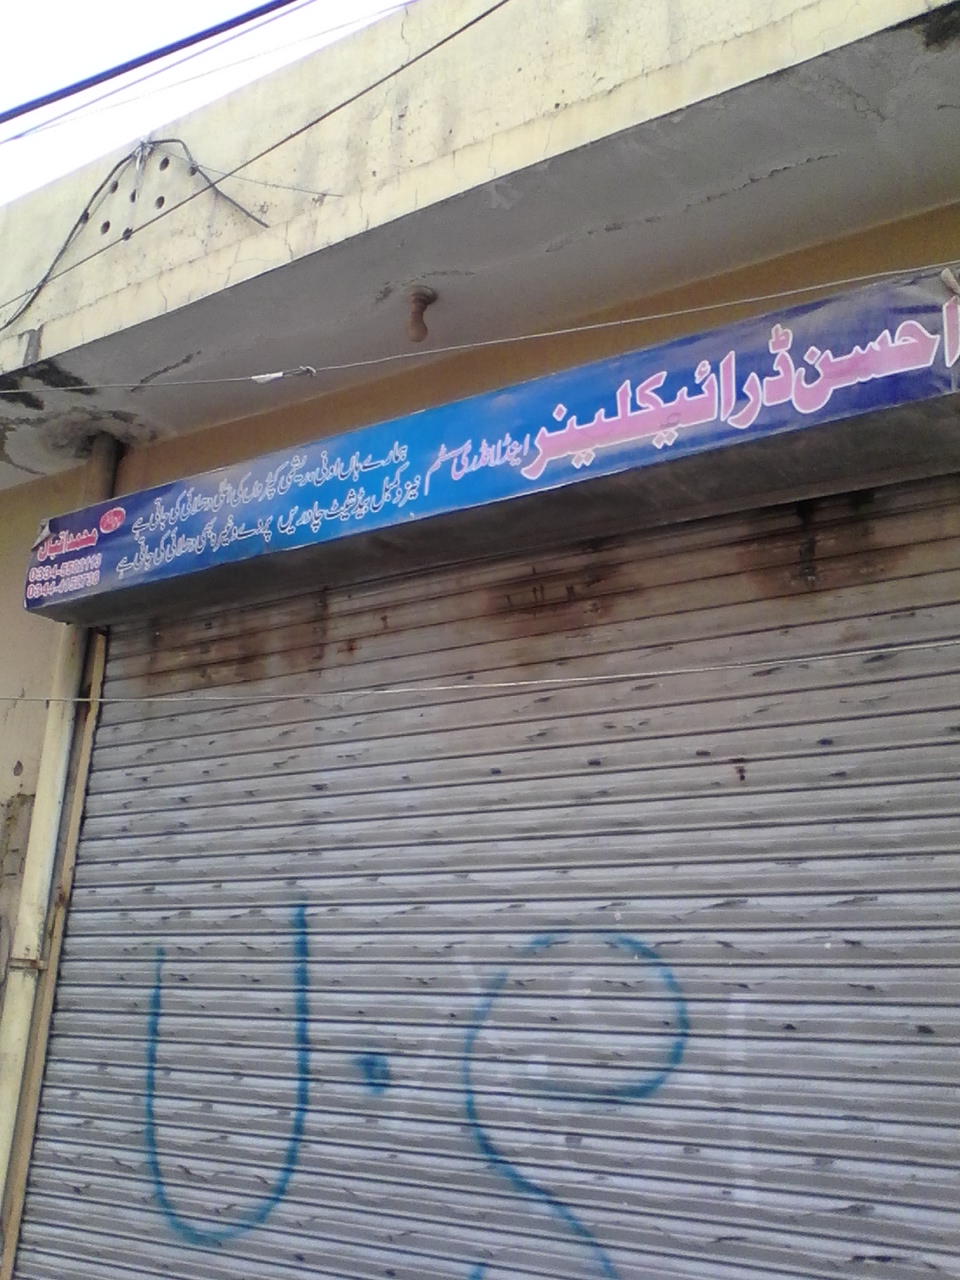 احسن ڈرائیکلینر
اینڈ لانڈری سسٹم
ہمارے ہاں اونی، ریشمی کپڑوں کی اعلیٰ دھلائی کی جاتی ہے
نیز کمبل بیڈشیٹ چادریں پردے وغیرہ بھی دھلائی کی جاتی ہے
محمد اقبال